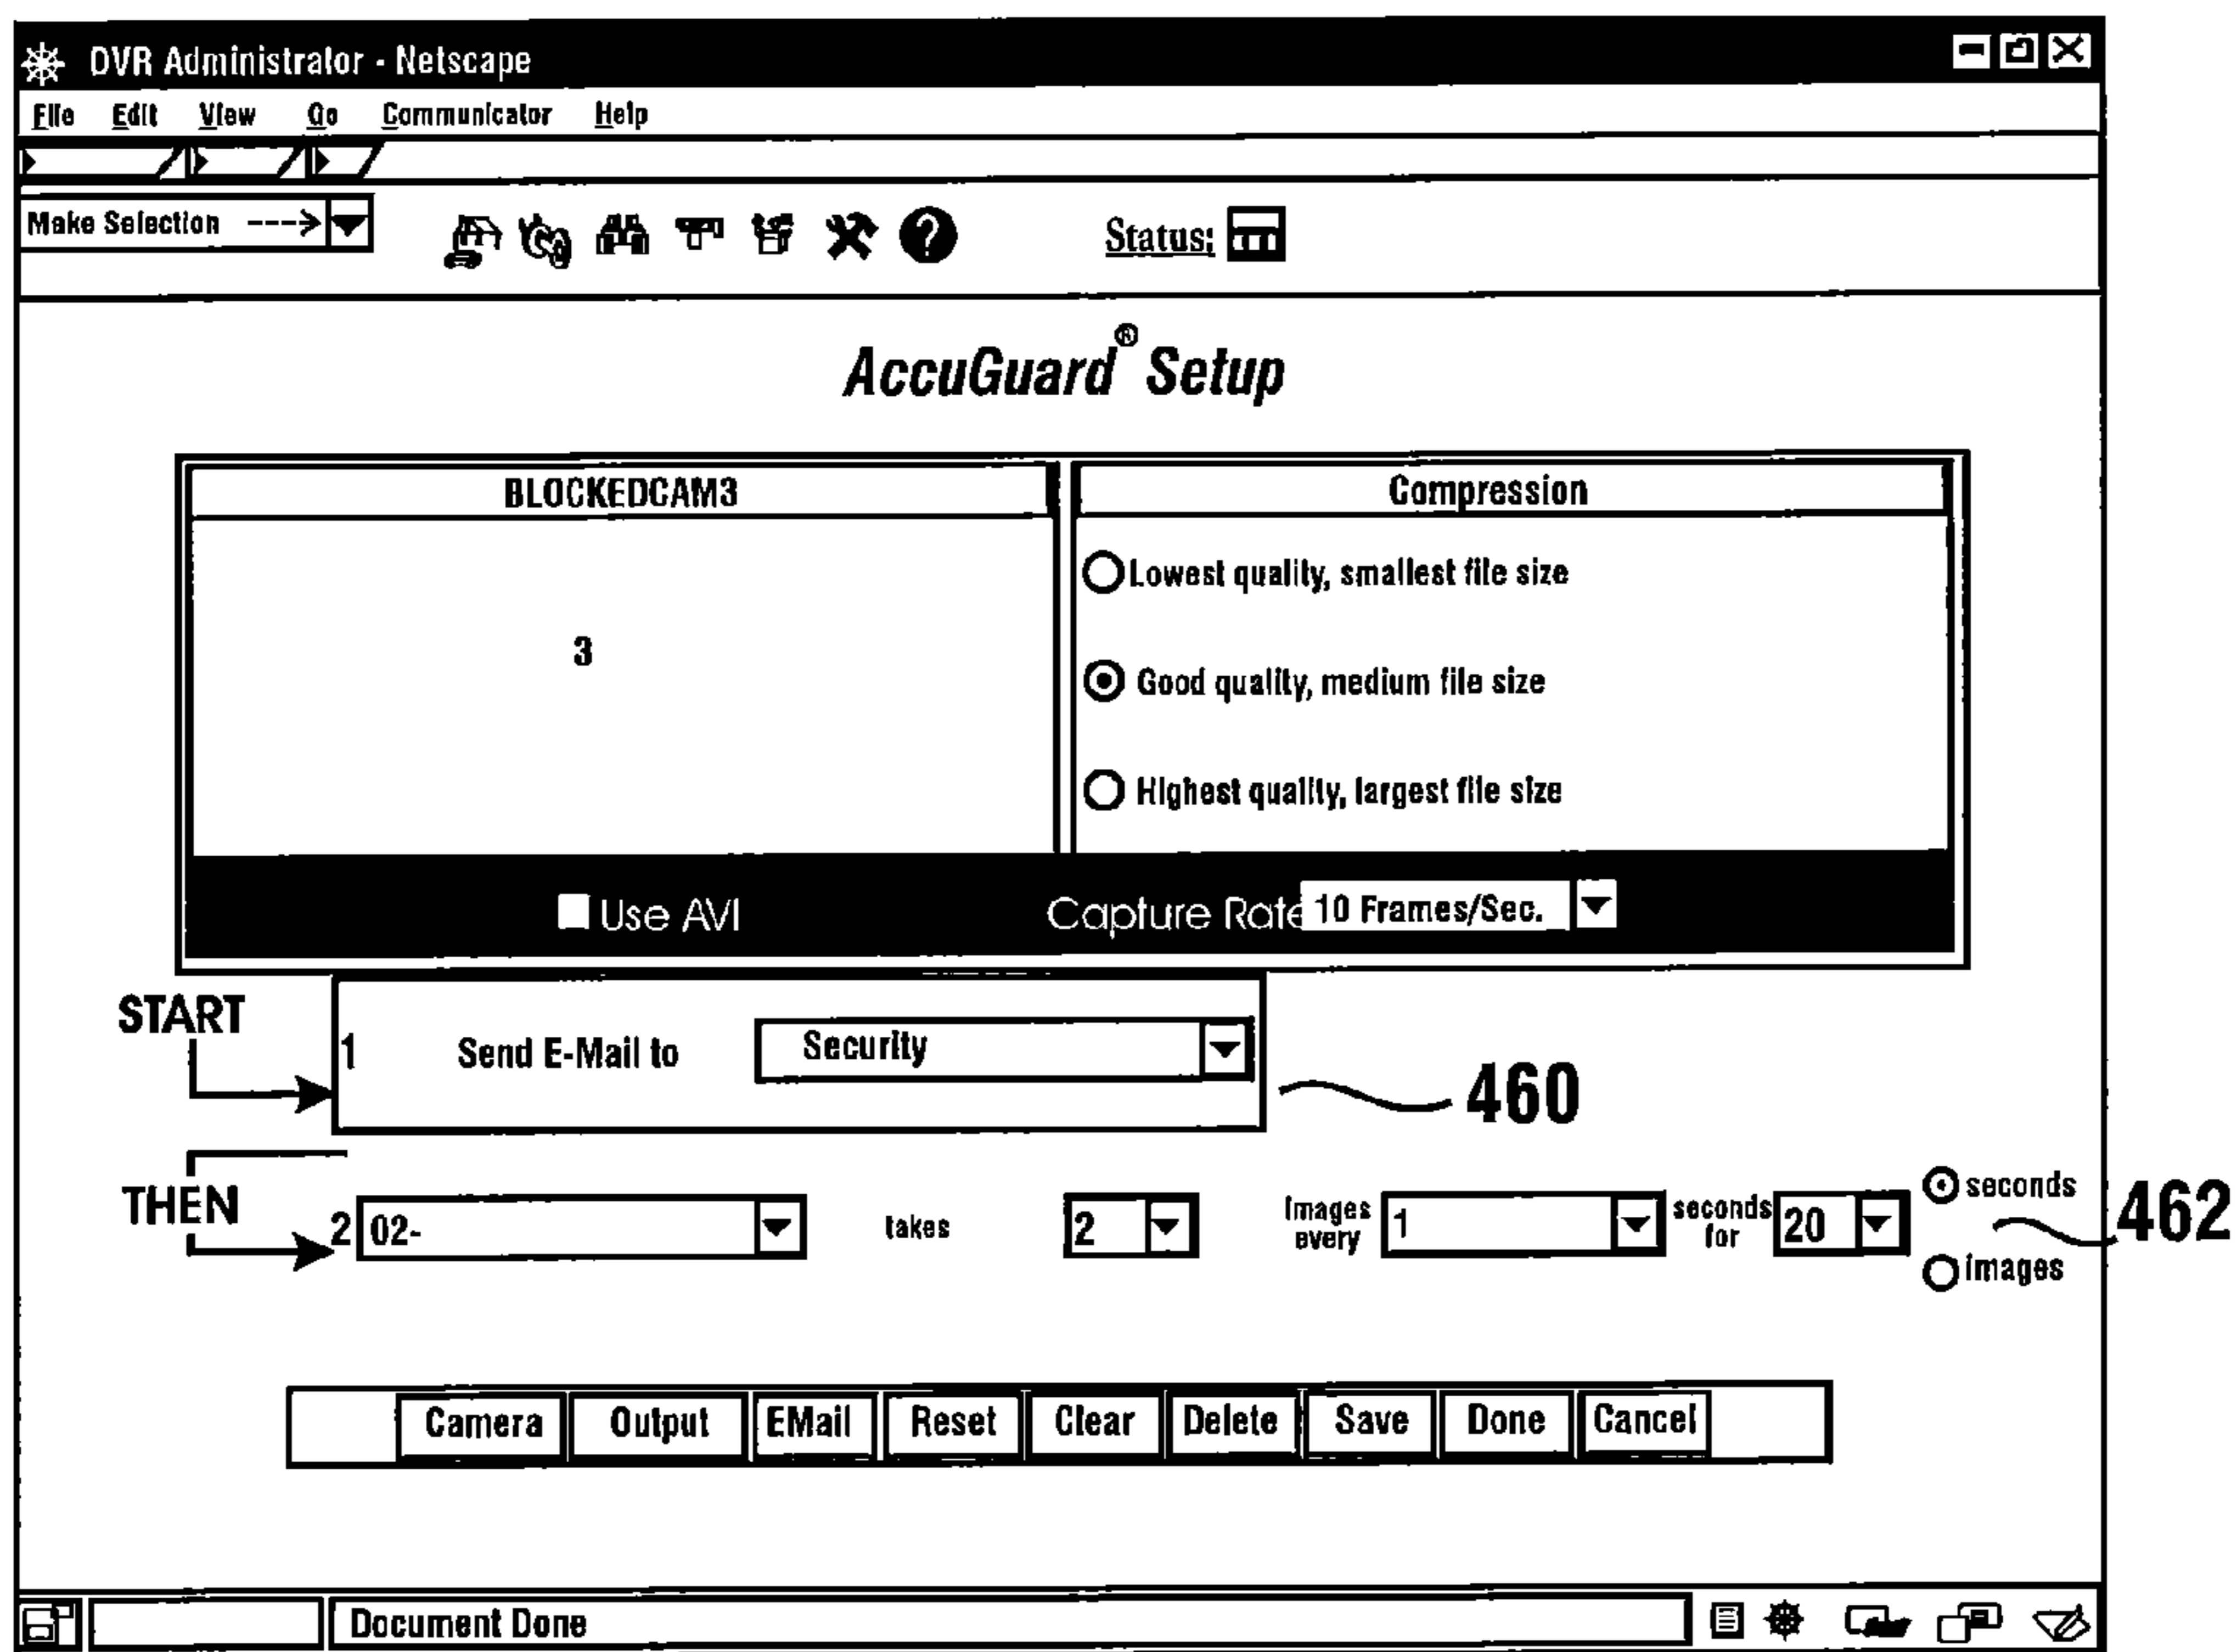 DVR Administrator - Netscape
File Edit View Go Communicator Help
Make Selection ---> Status:
AccuGuard® Setup
BLOCKEDCAM3 Compression
Lowest quality, smallest file size
3
Good quality, medium file size
Highest quality, largest file size
Use AVI Capture Rate 10 Frames/Sec.
START
1 Send E-Mail to Security
460
THEN
2 02- takes 2 Images every 1 seconds for 20 seconds
images
462
Camera Output EMail Reset Clear Delete Save Done Cancel
Document Done